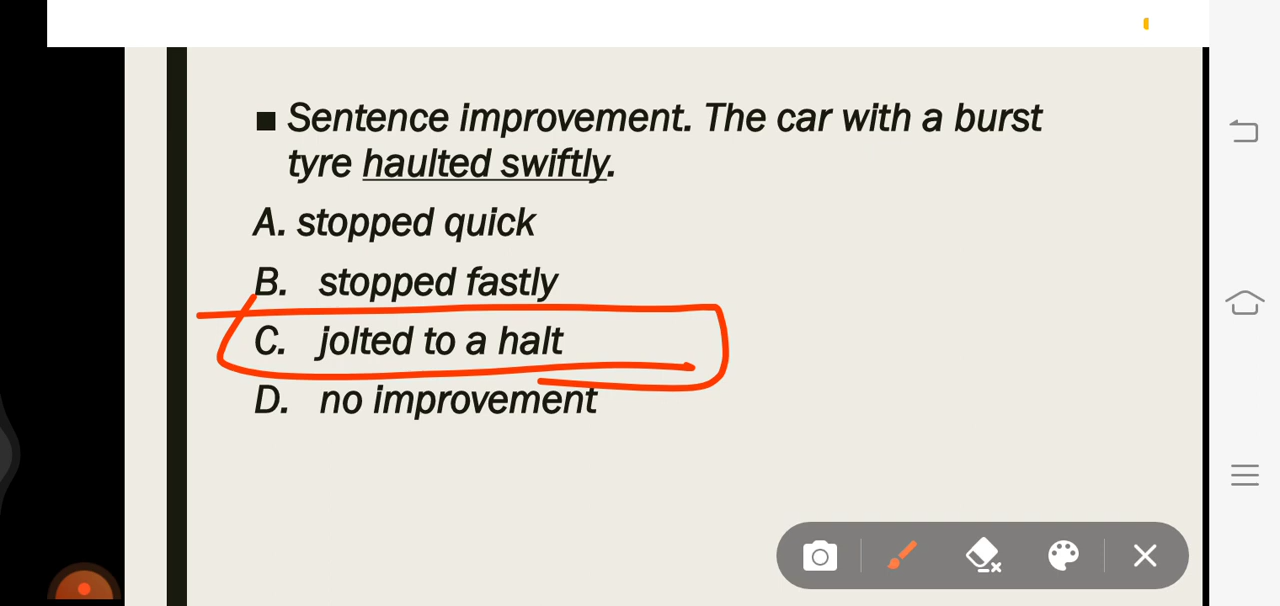 ■ Sentence improvement. The car with a burst
tyre haulted swiftly.
A. stopped quick
B. stopped fastly
C. jolted to a halt
D. no improvement